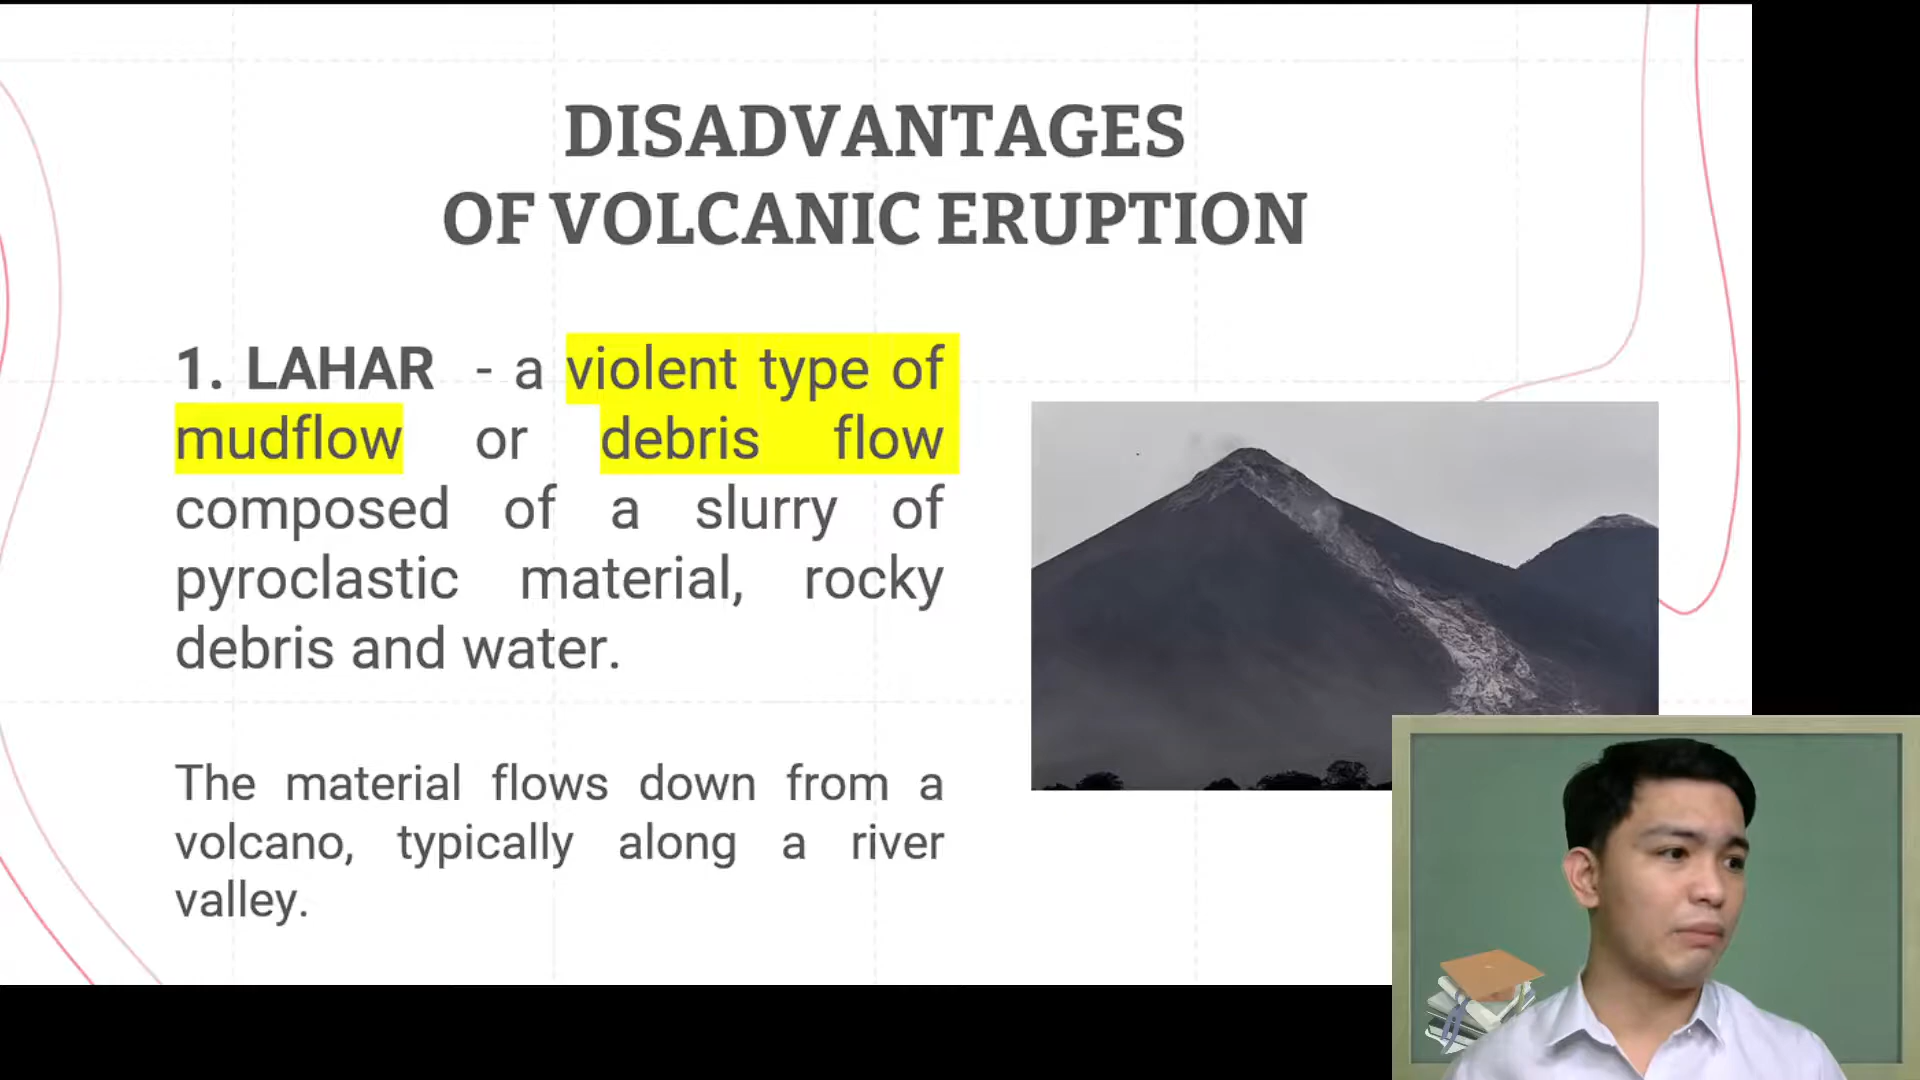 DISADVANTAGES
OF VOLCANIC ERUPTION
1. LAHAR - a violent type of
mudflow or debris flow
composed of a slurry of
pyroclastic material, rocky
debris and water.
The material flows down from a
volcano, typically along a river
valley.